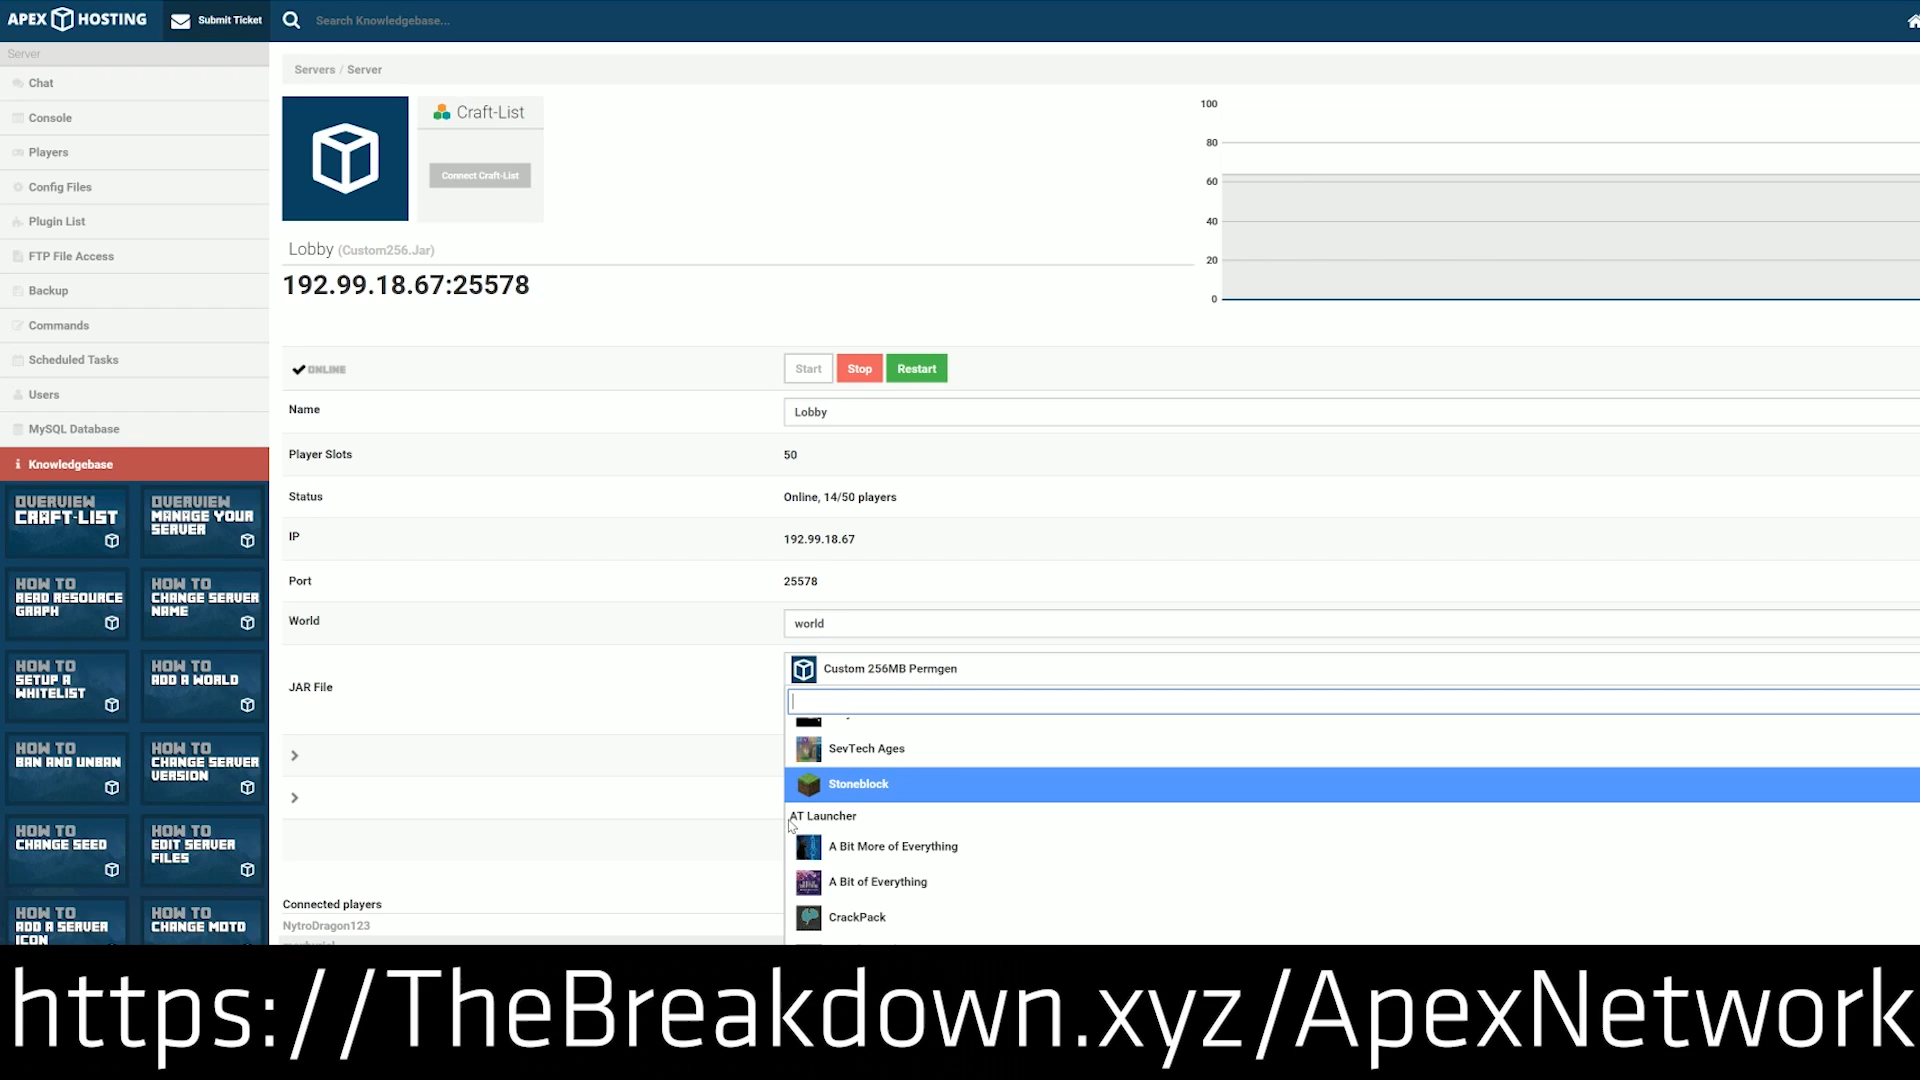 APEX HOSTING
Submit Ticket
Search Knowledgebase...
Server
Chat
Console
Players
Config Files
Plugin List
FTP File Access
Backup
Commands
Scheduled Tasks
Users
MySQL Database
Knowledgebase
OVERVIEW
CRAFT-LIST
OVERVIEW
MANAGE YOUR
SERVER
HOW TO
READ RESOURCE
GRAPH
HOW TO
CHANGE SERVER
NAME
HOW TO
SETUP A
WHITELIST
HOW TO
ADD A WORLD
HOW TO
BAN AND UNBAN
HOW TO
CHANGE SERVER
VERSION
HOW TO
CHANGE SEED
HOW TO
EDIT SERVER
FILES
HOW TO
ADD A SERVER
ICON
HOW TO
CHANGE MOTD
Servers / Server
Craft-List
Connect Craft-List
Lobby (Custom256.Jar)
192.99.18.67:25578
100
80
60
40
20
0
ONLINE
Start
Stop
Restart
Name
Lobby
Player Slots
50
Status
Online, 14/50 players
IP
192.99.18.67
Port
25578
World
world
JAR File
Custom 256MB Permgen
SevTech Ages
Stoneblock
AT Launcher
A Bit More of Everything
A Bit of Everything
CrackPack
Connected players
NytroDragon123
https://TheBreakdown.xyz/ApexNetwork